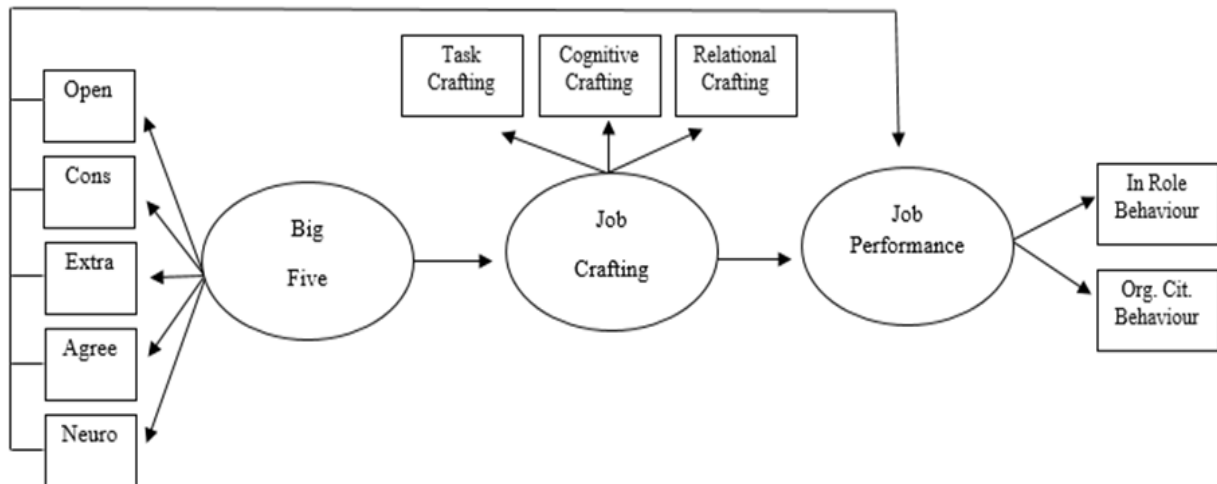 Open
Cons
Extra
Agree
Neuro
Big
Five
Task
Crafting
Cognitive
Crafting
Relational
Crafting
Job
Crafting
Job
Performance
In Role
Behaviour
Org. Cit.
Behaviour